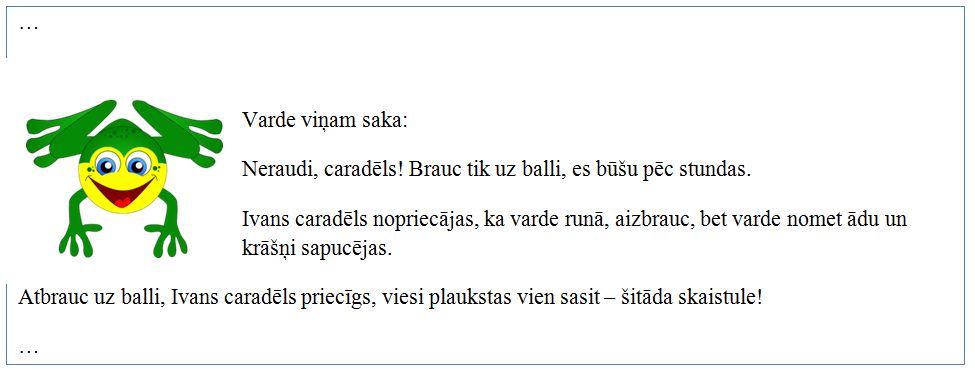 …
Varde viņam saka:
Neraudi, caradēls! Brauc tik uz balli, es būšu pēc stundas.
Ivans caradēls nopriecājas, ka varde runā, aizbrauc, bet varde nomet ādu un
krāšņi sapucējas.
Atbrauc uz balli, Ivans caradēls priecīgs, viesi plaukstas vien sasit – šitāda skaistule!
…